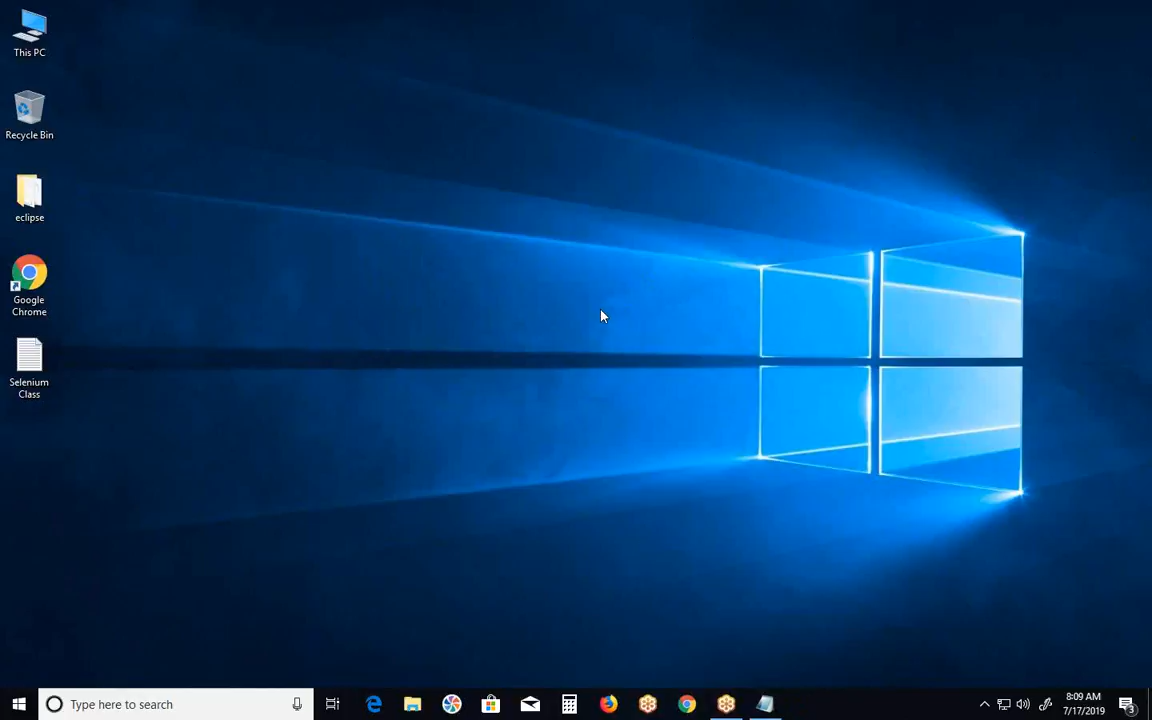 This PC
Recycle Bin
eclipse
Google
Chrome
Selenium
Class
Type here to search
8:09 AM
7/17/2019
3